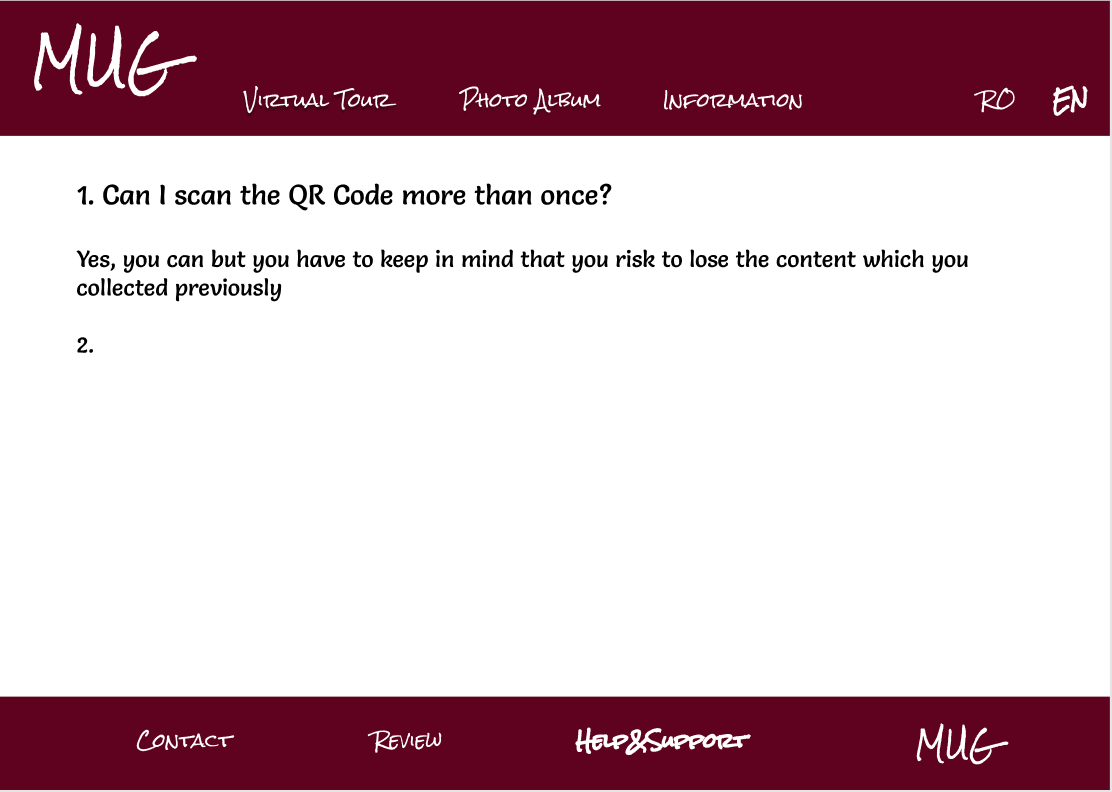 MUG
Virtual Tour Photo Album Information RO EN
1. Can I scan the QR Code more than once?
Yes, you can but you have to keep in mind that you risk to lose the content which you
collected previously
2.
Contact Review Help&Support MUG